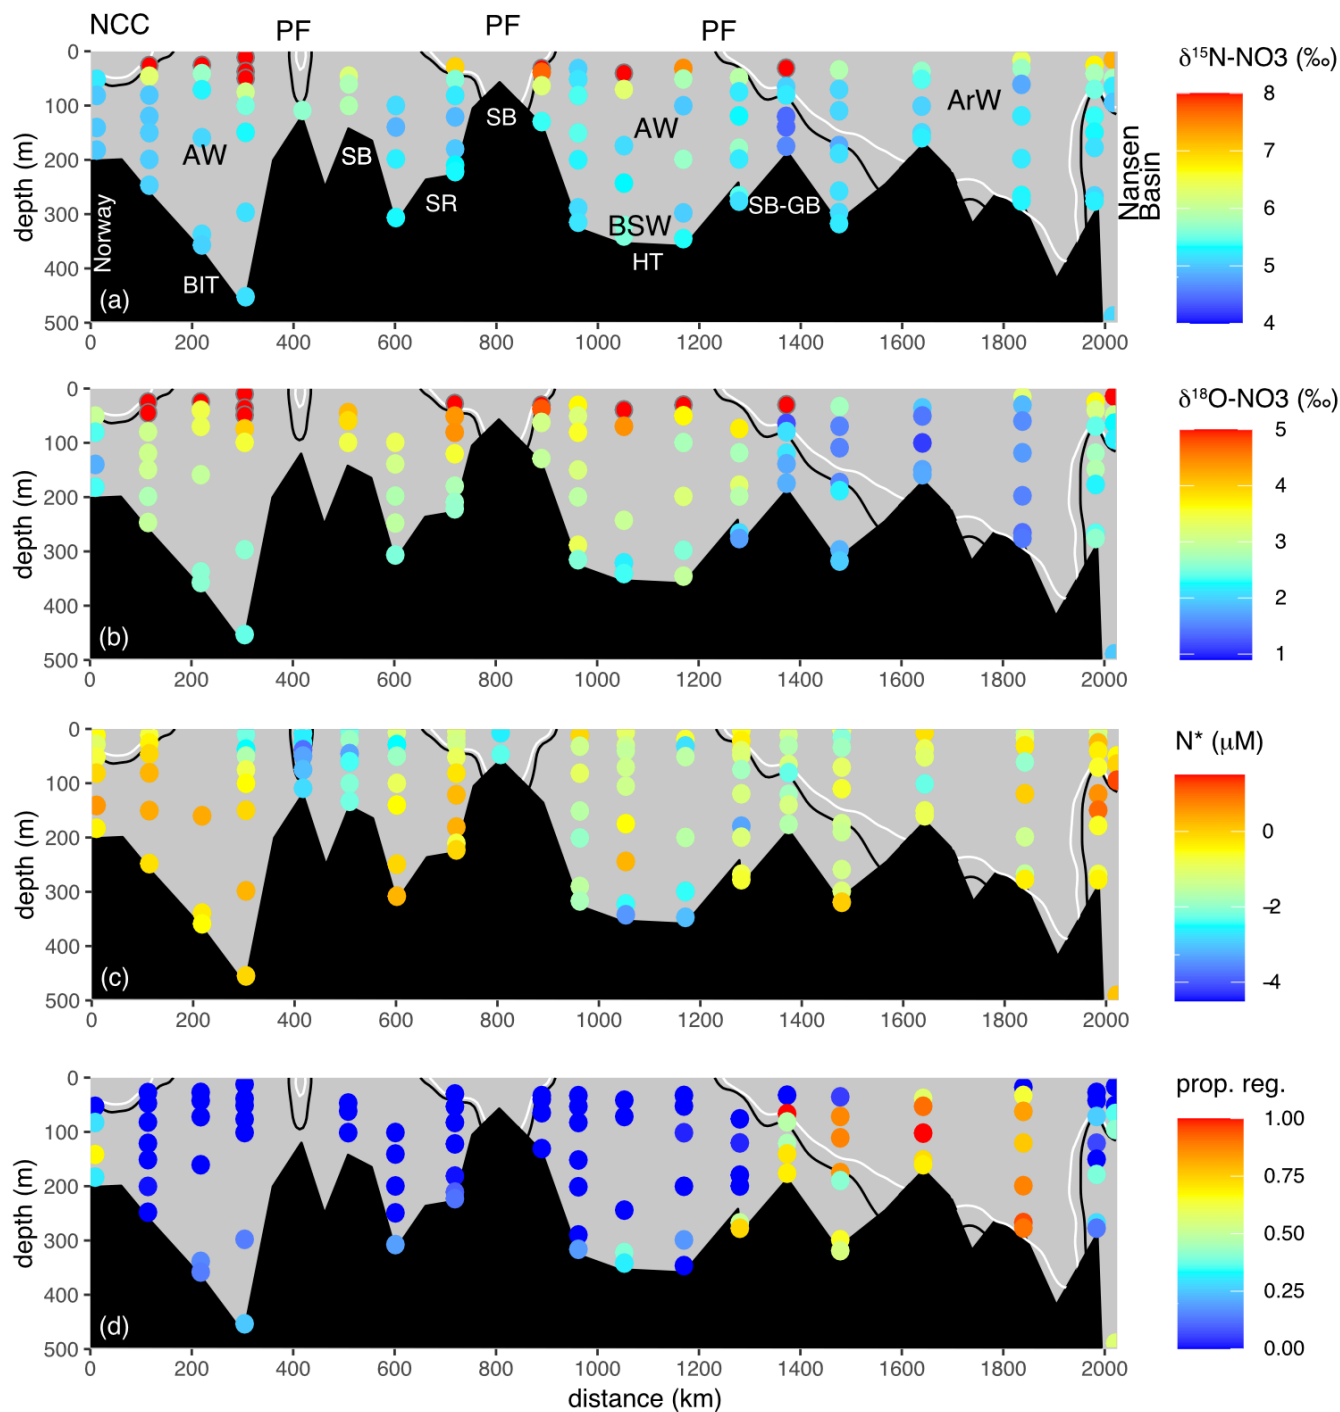 NCC PF PF PF
0
100
200
300
400
500
depth (m)
Norway
AW
BIT
SB
SR
SB
AW
BSW
HT
SB-GB
ArW
Nansen
Basin
(a)
0 200 400 600 800 1000 1200 1400 1600 1800 2000
δ15N-NO3 (‰)
8
7
6
5
4
0
100
200
300
400
500
depth (m)
(b)
0 200 400 600 800 1000 1200 1400 1600 1800 2000
δ18O-NO3 (‰)
5
4
3
2
1
0
100
200
300
400
500
depth (m)
(c)
0 200 400 600 800 1000 1200 1400 1600 1800 2000
N* (μM)
0
−2
−4
0
100
200
300
400
500
depth (m)
(d)
0 200 400 600 800 1000 1200 1400 1600 1800 2000
distance (km)
prop. reg.
1.00
0.75
0.50
0.25
0.00